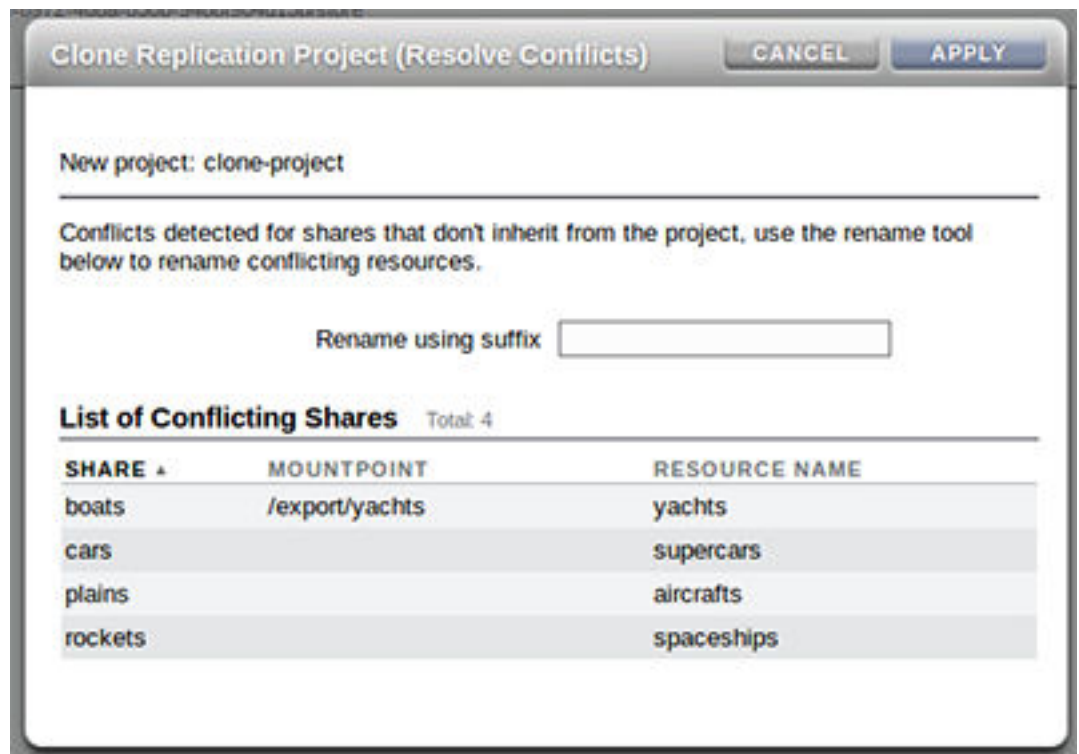 Clone Replication Project (Resolve Conflicts) CANCEL APPLY
New project: clone-project
Conflicts detected for shares that don't inherit from the project, use the rename tool
below to rename conflicting resources.
Rename using suffix
List of Conflicting Shares Total: 4
SHARE ▲ MOUNTPOINT RESOURCE NAME
boats /export/yachts yachts
cars supercars
plains aircrafts
rockets spaceships